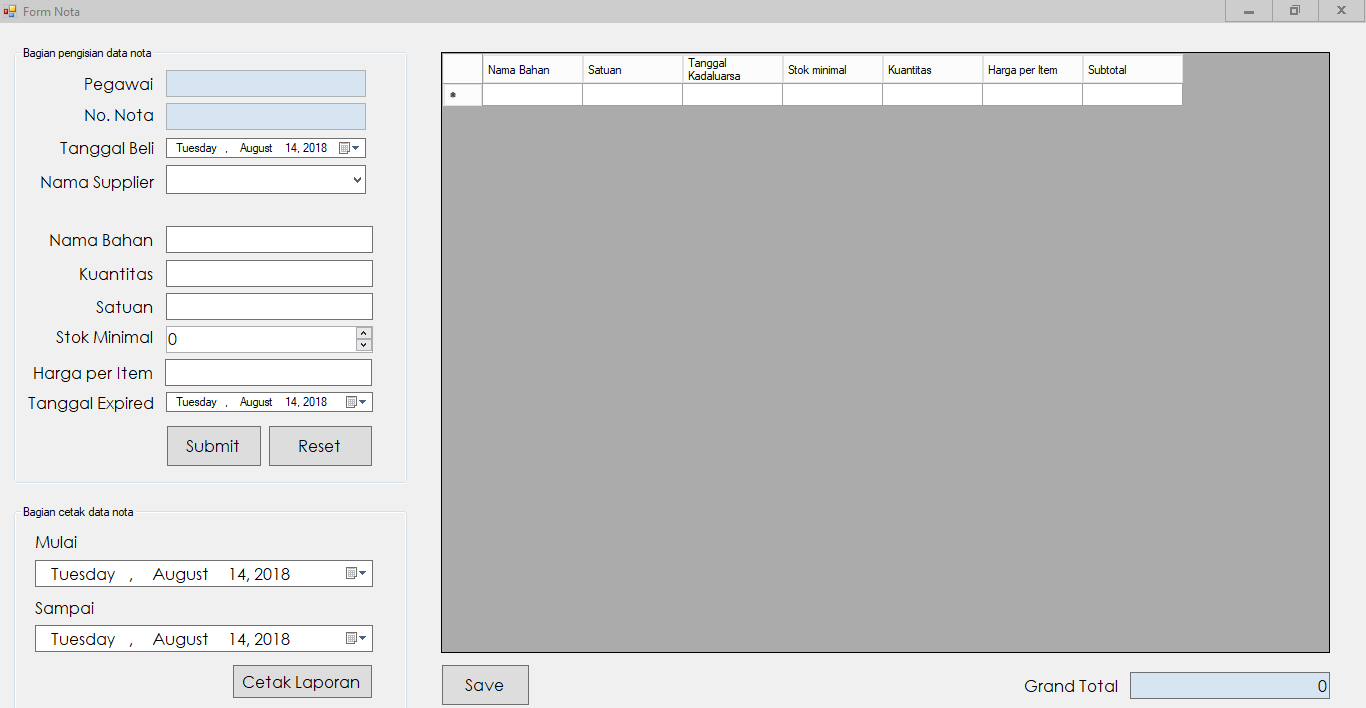 Form Nota
Bagian pengisian data nota
Pegawai
No. Nota
Tanggal Beli
Tuesday , August 14, 2018
Nama Supplier
Nama Bahan
Kuantitas
Satuan
Stok Minimal
0
Harga per Item
Tanggal Expired
Tuesday , August 14, 2018
Submit
Reset
Bagian cetak data nota
Mulai
Tuesday , August 14, 2018
Sampai
Tuesday , August 14, 2018
Cetak Laporan
Nama Bahan
Satuan
Tanggal
Kadaluarsa
Stok minimal
Kuantitas
Harga per Item
Subtotal
*
Save
Grand Total
0